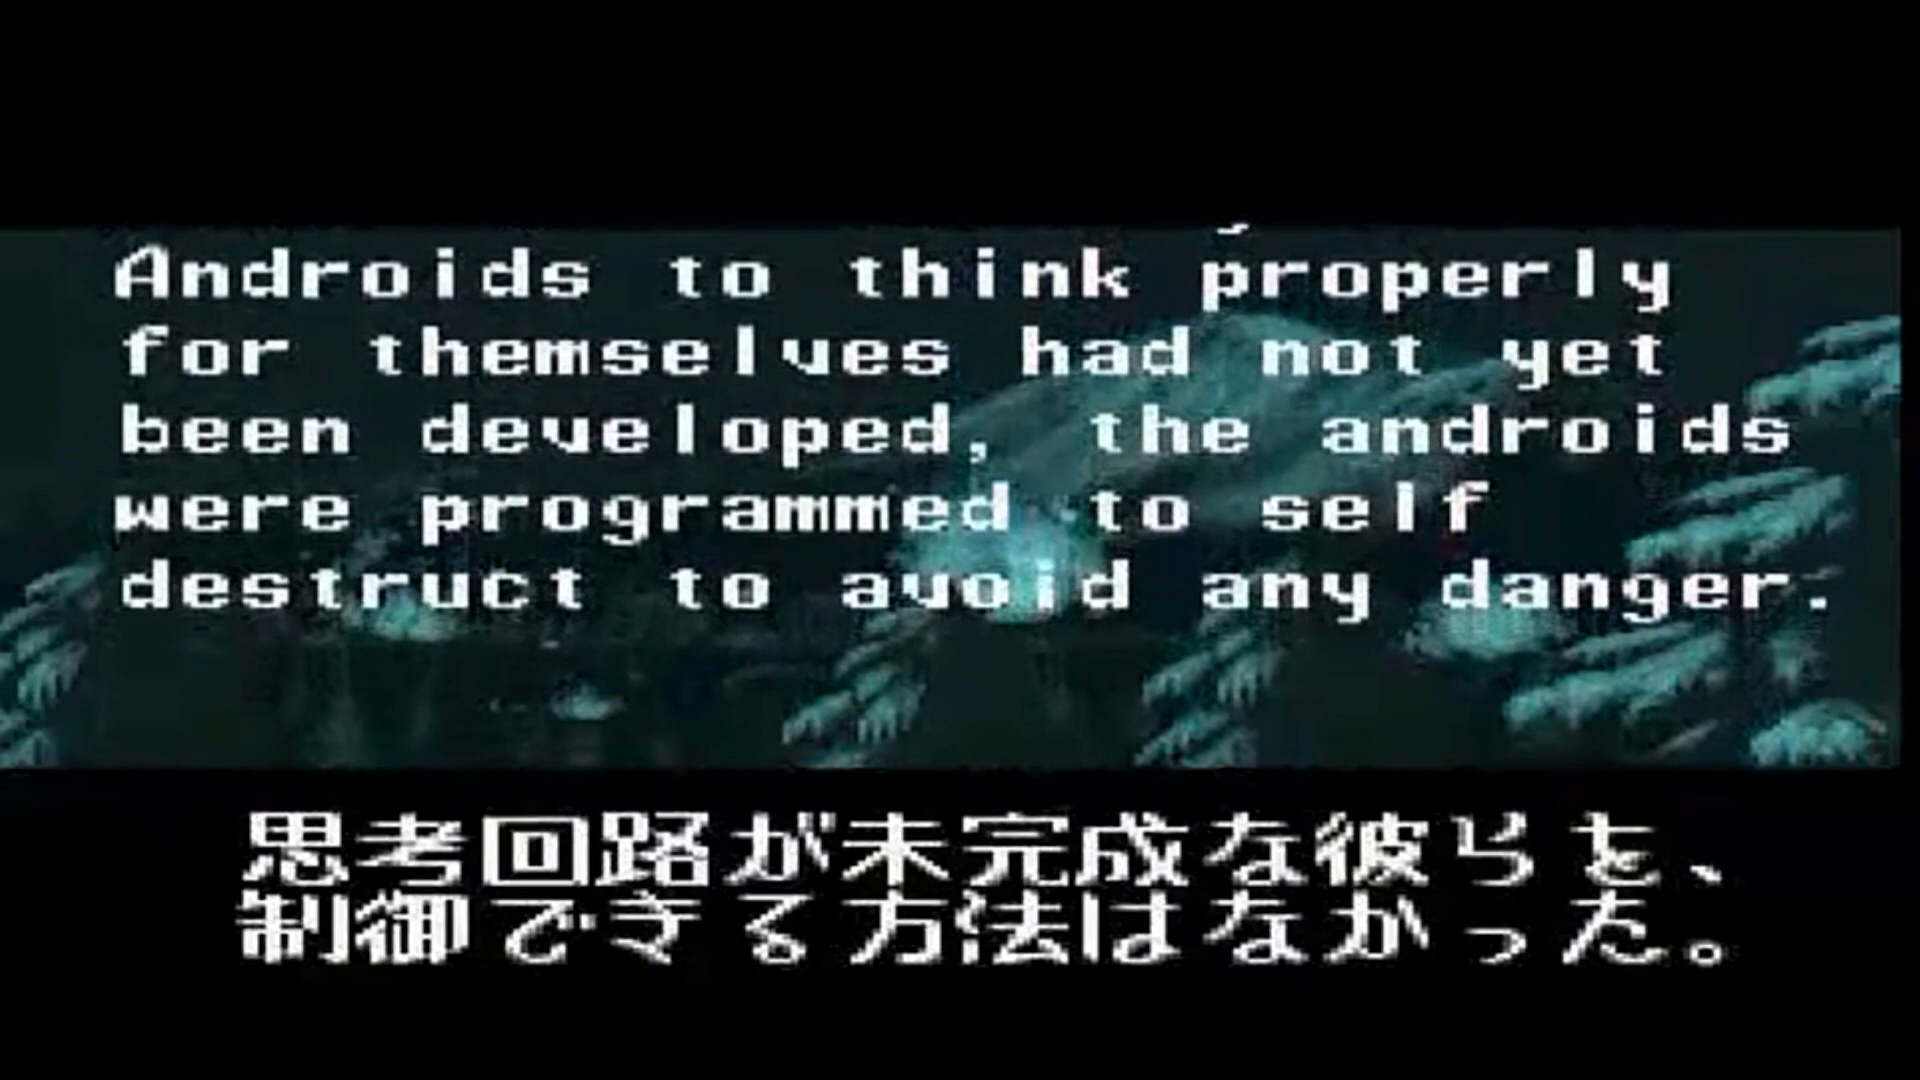 Androids to think properly
for themselves had not yet
been developed, the androids
were programmed to self
destruct to avoid any danger.
思考回路が未完成な彼らを、
制御できる方法はなかった。